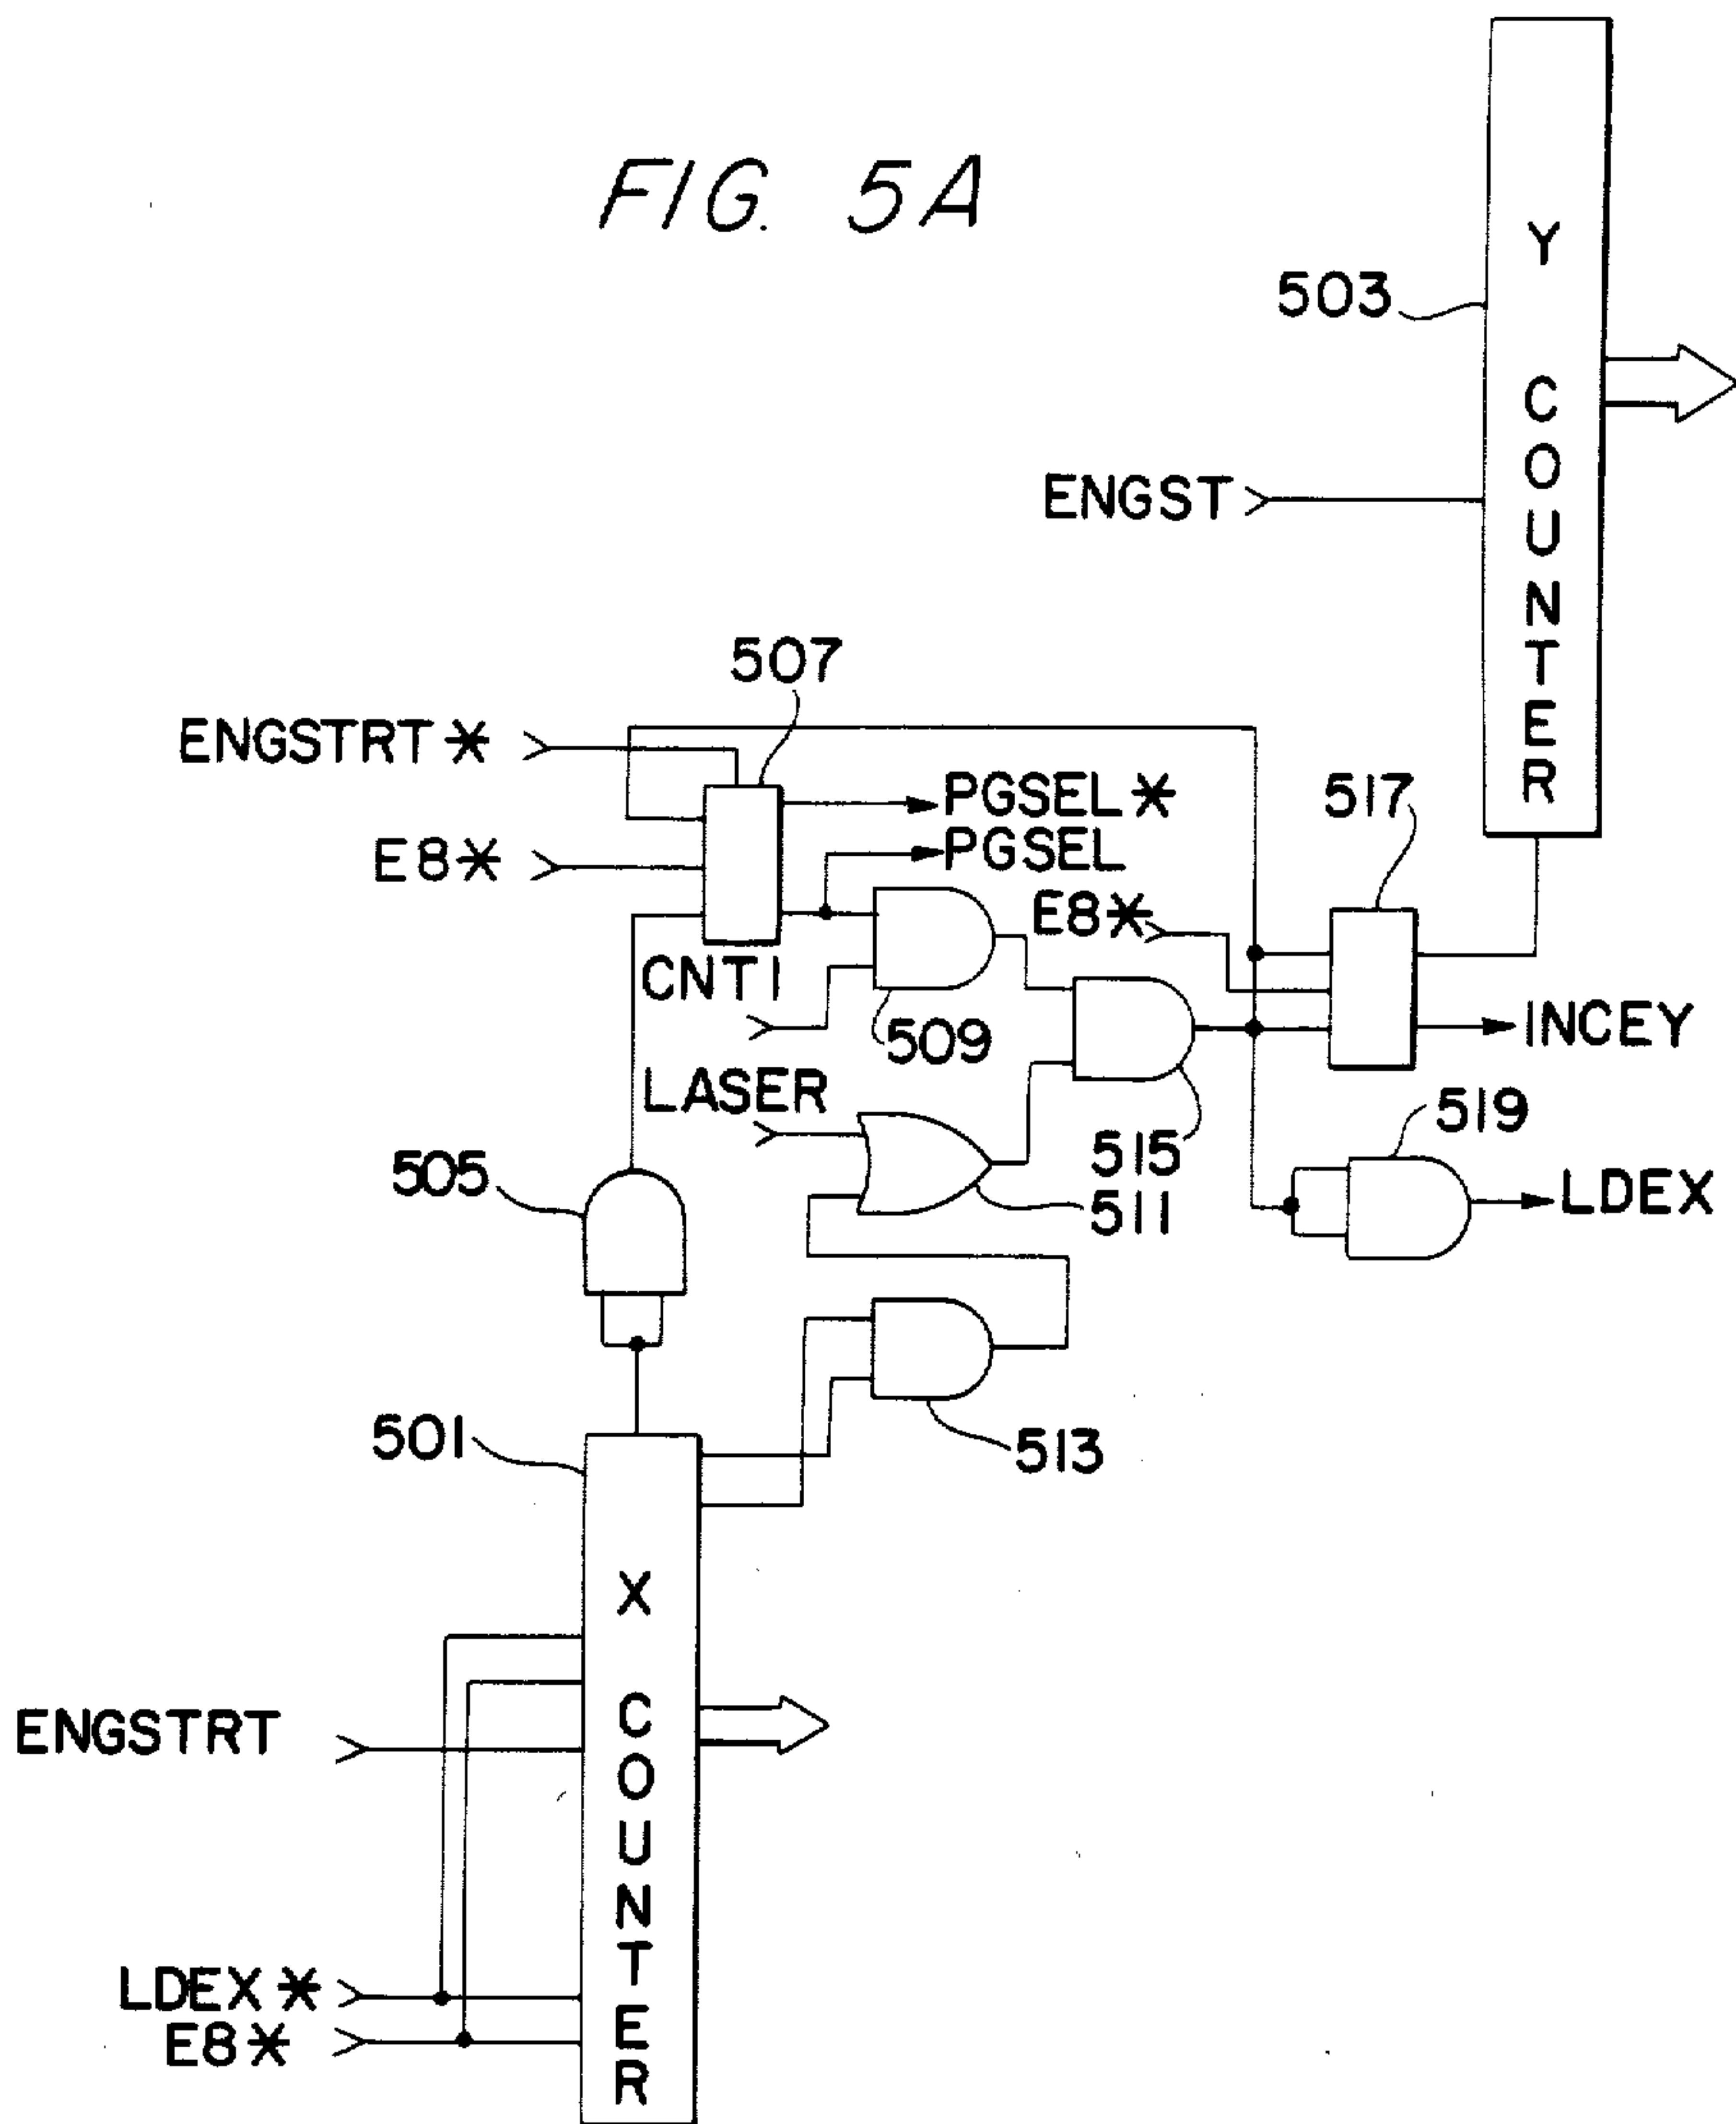 FIG. 5A
Y COUNTER
503
ENGST
507
ENGSTRT*
PGSEL*
517
E8*
PGSEL
E8*
CNT1
INCEY
509
LASER
519
505
515
LDEX
511
501
513
X COUNTER
ENGSTRT
LDEX*
E8*